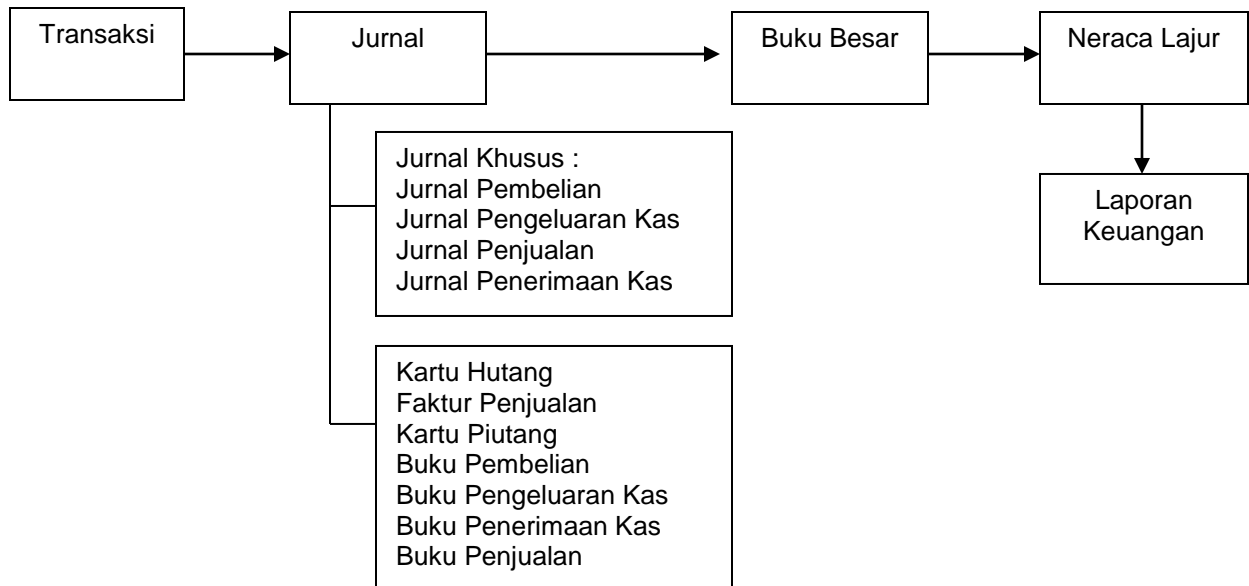 Transaksi
Jurnal
Buku Besar
Neraca Lajur
Jurnal Khusus :
Jurnal Pembelian
Jurnal Pengeluaran Kas
Jurnal Penjualan
Jurnal Penerimaan Kas
Laporan
Keuangan
Kartu Hutang
Faktur Penjualan
Kartu Piutang
Buku Pembelian
Buku Pengeluaran Kas
Buku Penerimaan Kas
Buku Penjualan